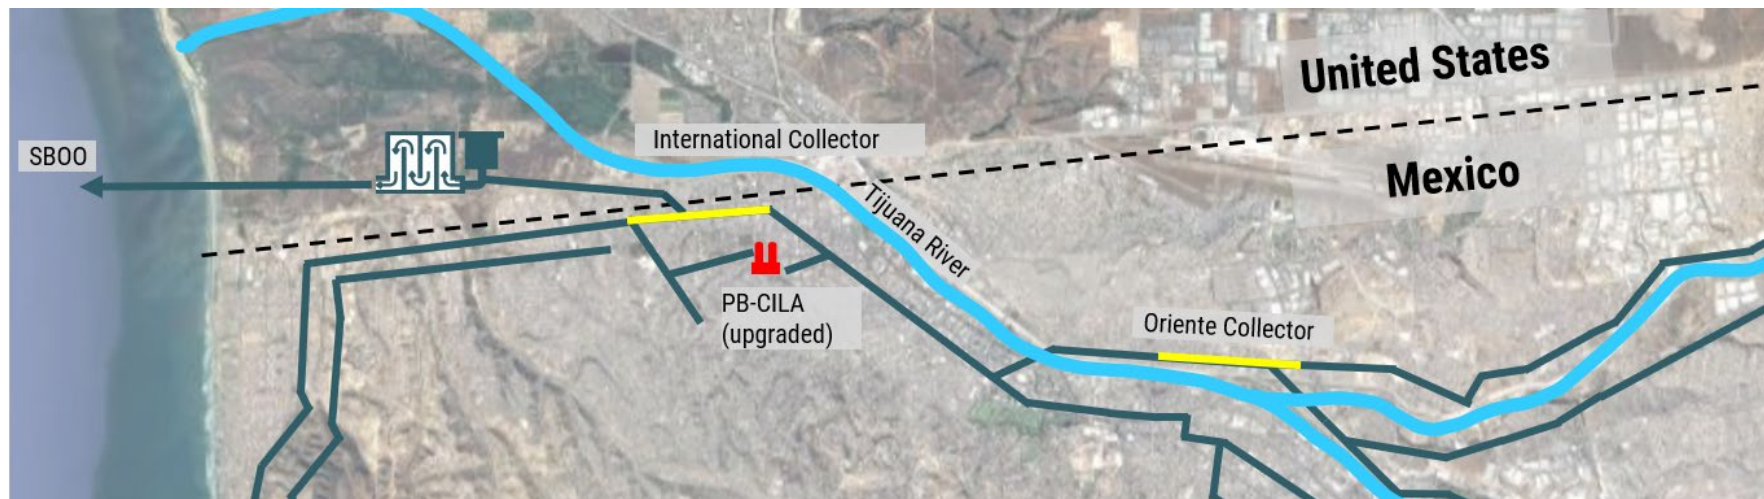 United States
International Collector
SBOO
Mexico
Tijuana River
PB-CILA
(upgraded)
Oriente Collector